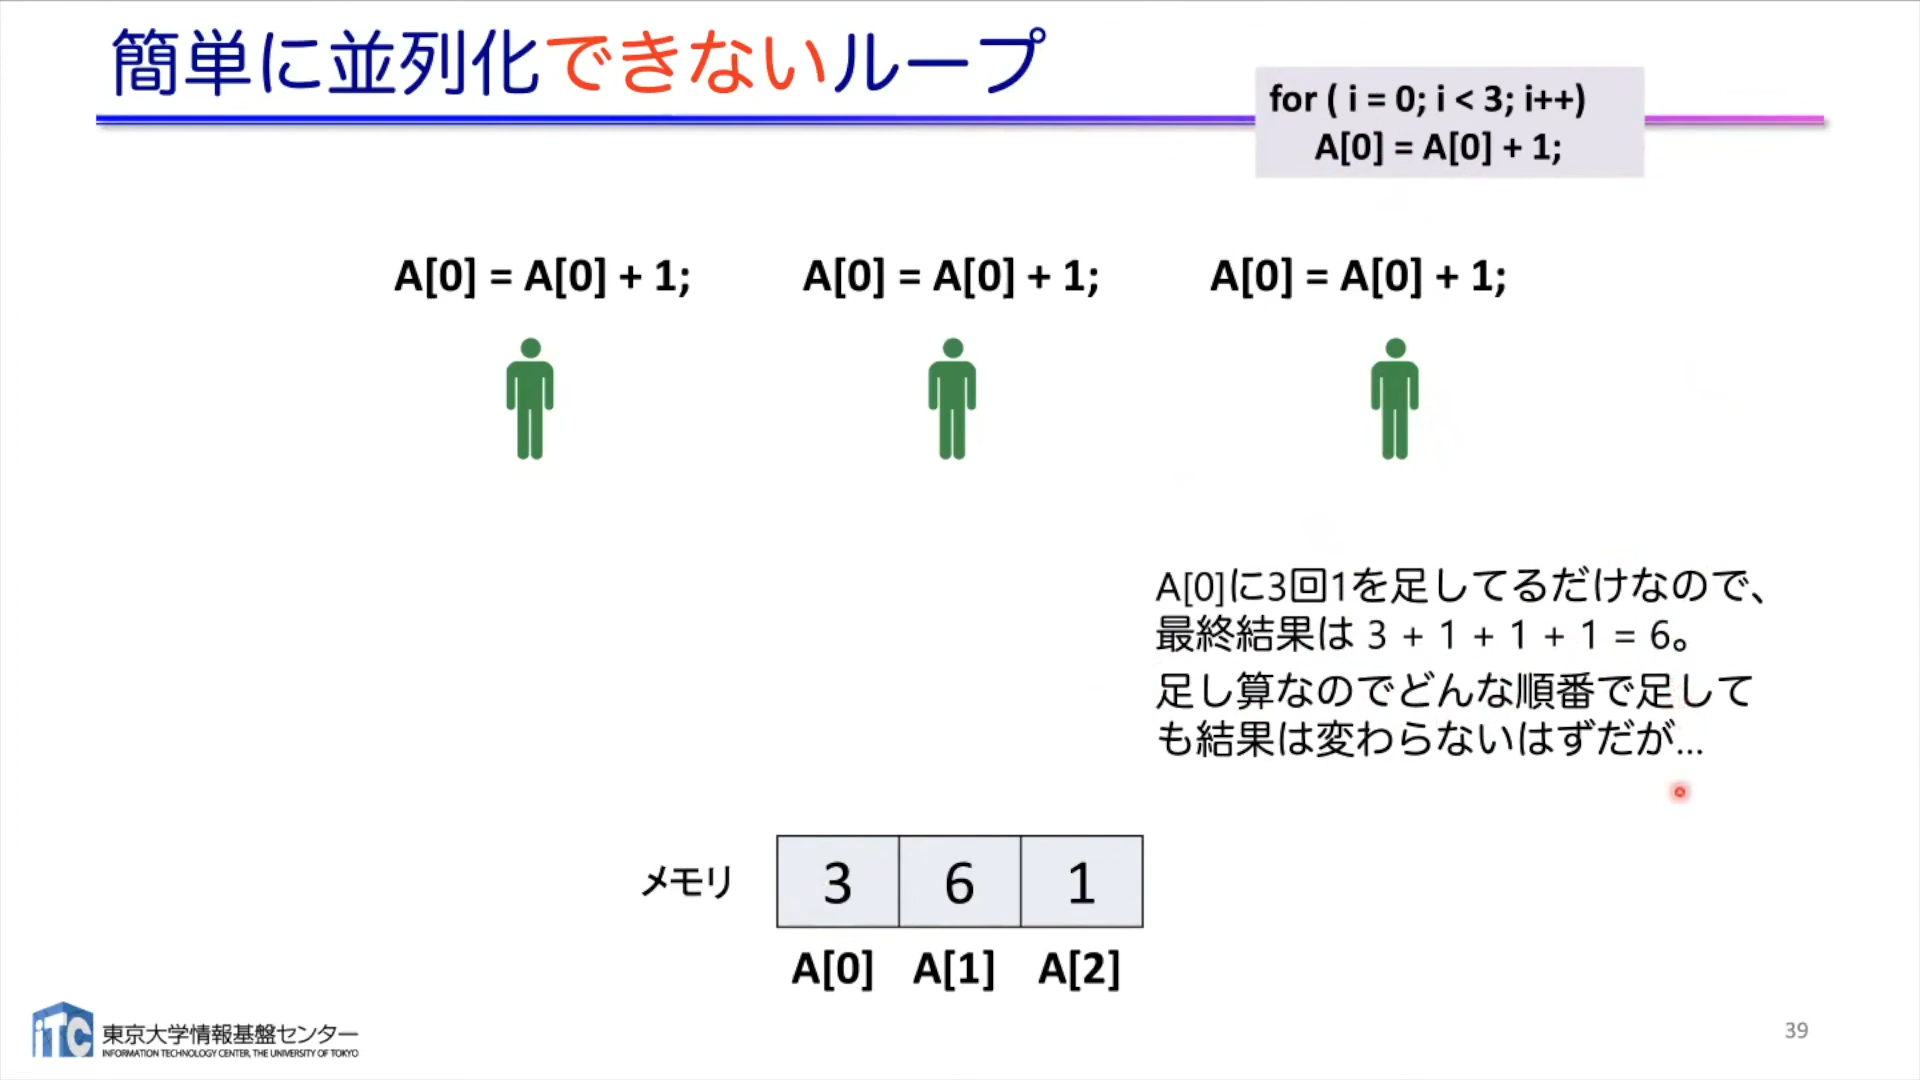 簡単に並列化できないループ
for ( i = 0; i < 3; i++)
A[0] = A[0] + 1;
A[0] = A[0] + 1;
A[0] = A[0] + 1;
A[0] = A[0] + 1;
A[0]に3回1を足してるだけなので、
最終結果は 3 + 1 + 1 + 1 = 6。
足し算なのでどんな順番で足して
も結果は変わらないはずだが...
メモリ
3 6 1
A[0] A[1] A[2]
iTC
東京大学情報基盤センター
INFORMATION TECHNOLOGY CENTER, THE UNIVERSITY OF TOKYO
39